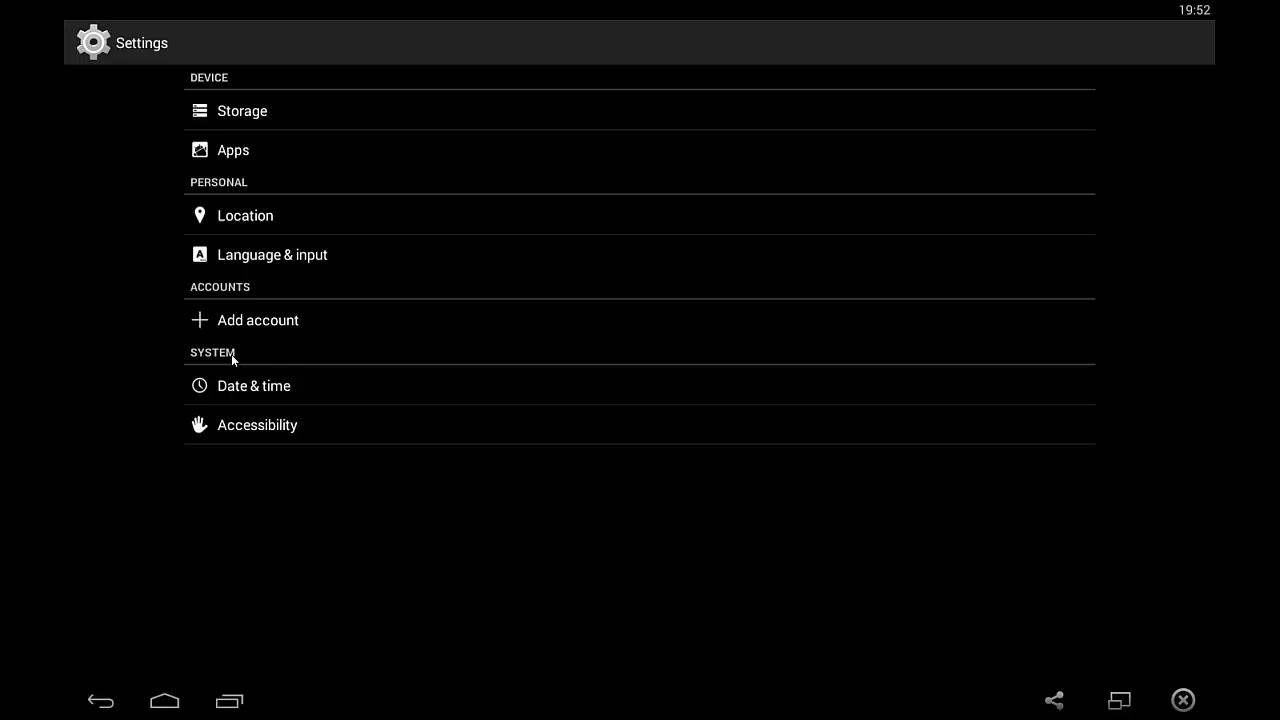 19:52
Settings
DEVICE
Storage
Apps
PERSONAL
Location
Language & input
ACCOUNTS
Add account
SYSTEM
Date & time
Accessibility